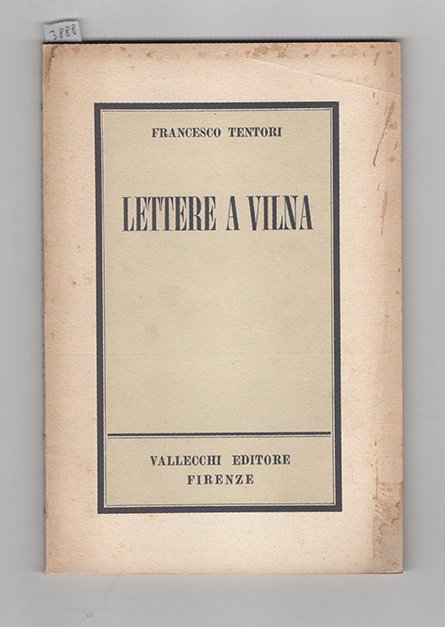 3888
FRANCESCO TENTORI
LETTERE A VILNA
VALLECCHI EDITORE
FIRENZE